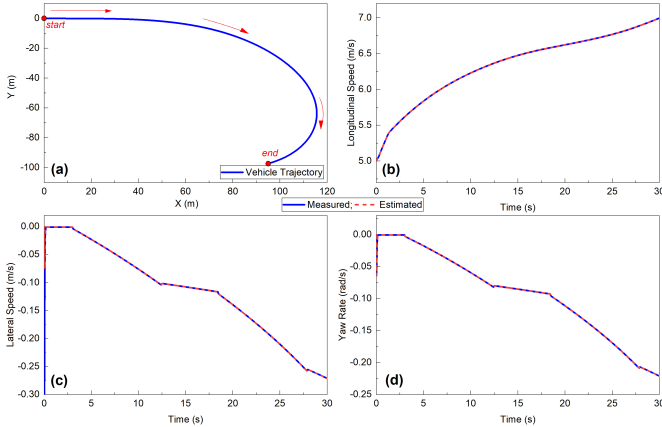 0
-20
-40
-60
-80
-100
Y (m)
start
end
(a)
Vehicle Trajectory
0 20 40 60 80 100 120
X (m)
7.0
6.5
6.0
5.5
5.0
Longitudinal Speed (m/s)
(b)
0 5 10 15 20 25 30
Time (s)
Measured; Estimated
0.00
-0.05
-0.10
-0.15
-0.20
-0.25
-0.30
Lateral Speed (m/s)
(c)
0 5 10 15 20 25 30
Time (s)
0.00
-0.05
-0.10
-0.15
-0.20
-0.25
Yaw Rate (rad/s)
(d)
0 5 10 15 20 25 30
Time (s)